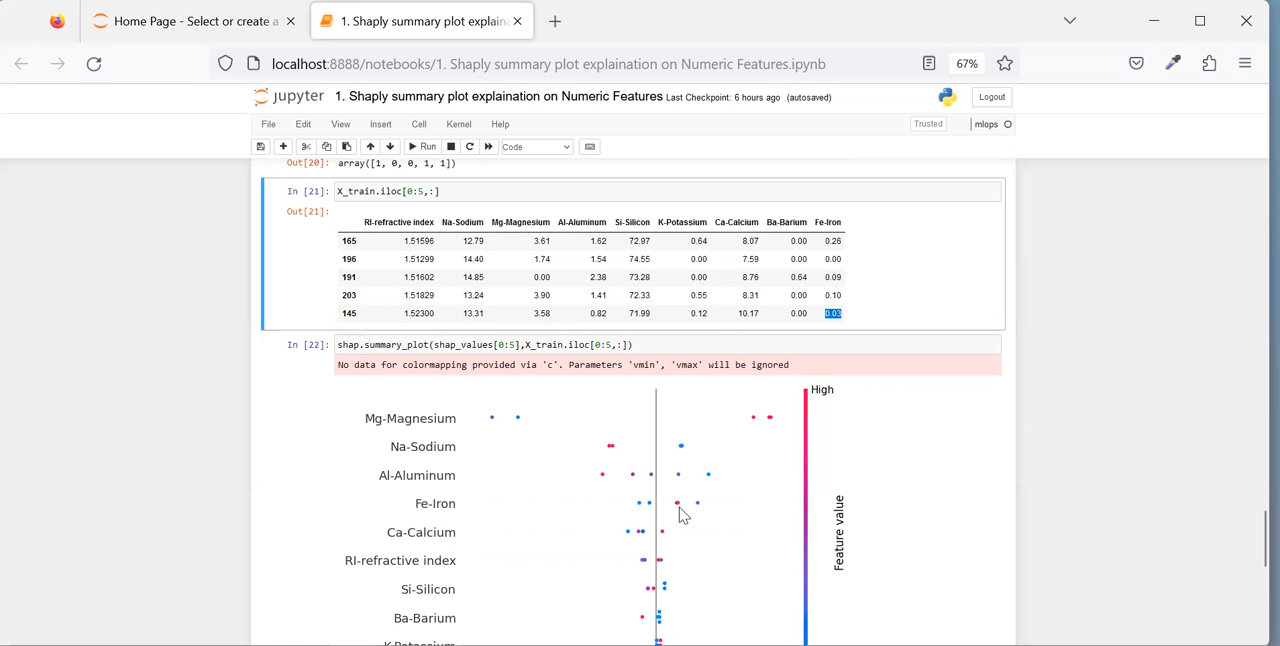 Home Page - Select or create a
1. Shaply summary plot explain
localhost:8888/notebooks/1. Shaply summary plot explaination on Numeric Features.ipynb
67%
jupyter 1. Shaply summary plot explaination on Numeric Features Last Checkpoint: 6 hours ago (autosaved)
Logout
File Edit View Insert Cell Kernel Help
Trusted
mlops
Run
Code
Out[20]: array([1, 0, 0, 1, 1])
In [21]: X_train.iloc[0:5,:]
Out[21]:
RI-refractive index Na-Sodium Mg-Magnesium Al-Aluminum Si-Silicon K-Potassium Ca-Calcium Ba-Barium Fe-Iron
165 1.51596 12.79 3.61 1.62 72.97 0.64 8.07 0.00 0.26
196 1.51299 14.40 1.74 1.54 74.55 0.00 7.59 0.00 0.00
191 1.51602 14.85 0.00 2.38 73.28 0.00 8.76 0.64 0.09
203 1.51829 13.24 3.90 1.41 72.33 0.55 8.31 0.00 0.10
145 1.52300 13.31 3.58 0.82 71.99 0.12 10.17 0.00 0.03
In [22]: shap.summary_plot(shap_values[0:5],X_train.iloc[0:5,:])
No data for colormapping provided via 'c'. Parameters 'vmin', 'vmax' will be ignored
High
Mg-Magnesium
Na-Sodium
Al-Aluminum
Fe-Iron
Ca-Calcium
RI-refractive index
Si-Silicon
Ba-Barium
K-Potassium
Feature value